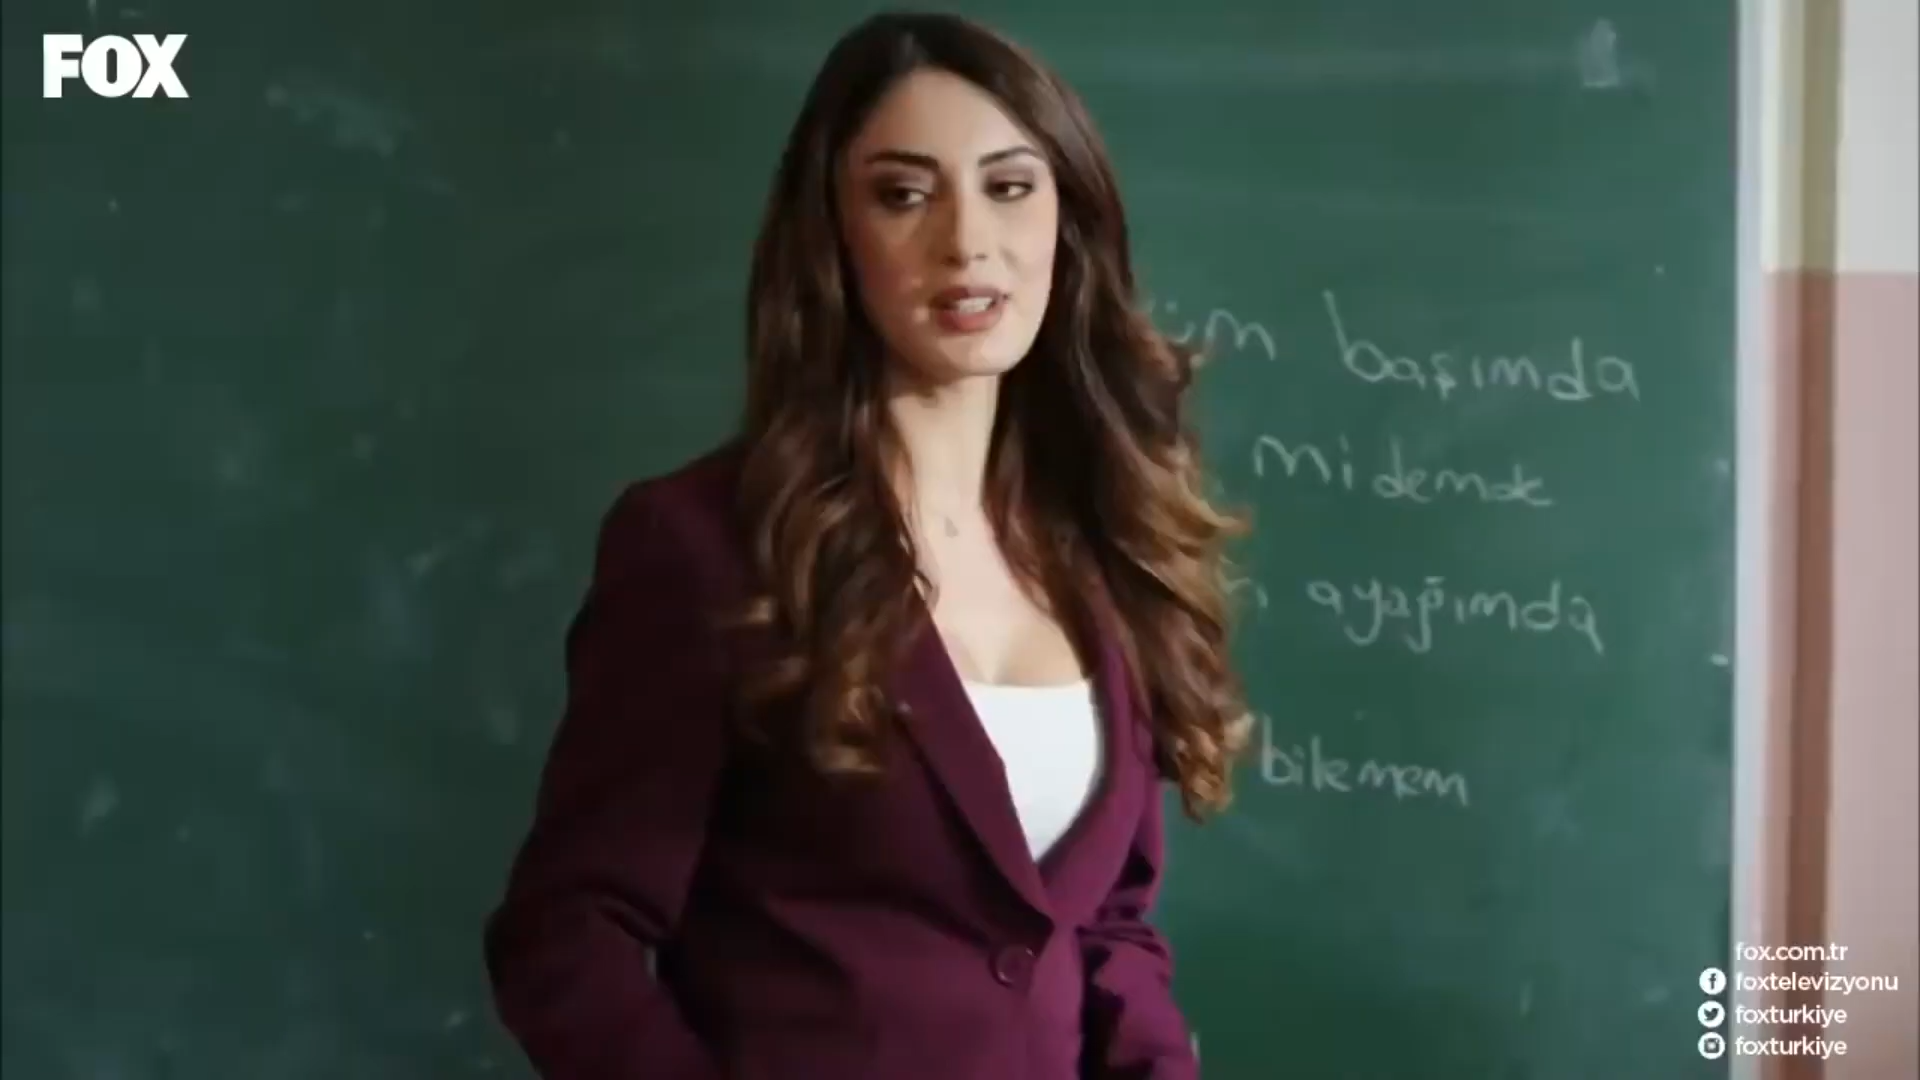 FOX
başımda
midemde
ayağımda
bilemem
fox.com.tr
foxtelevizyonu
foxturkiye
foxturkiye